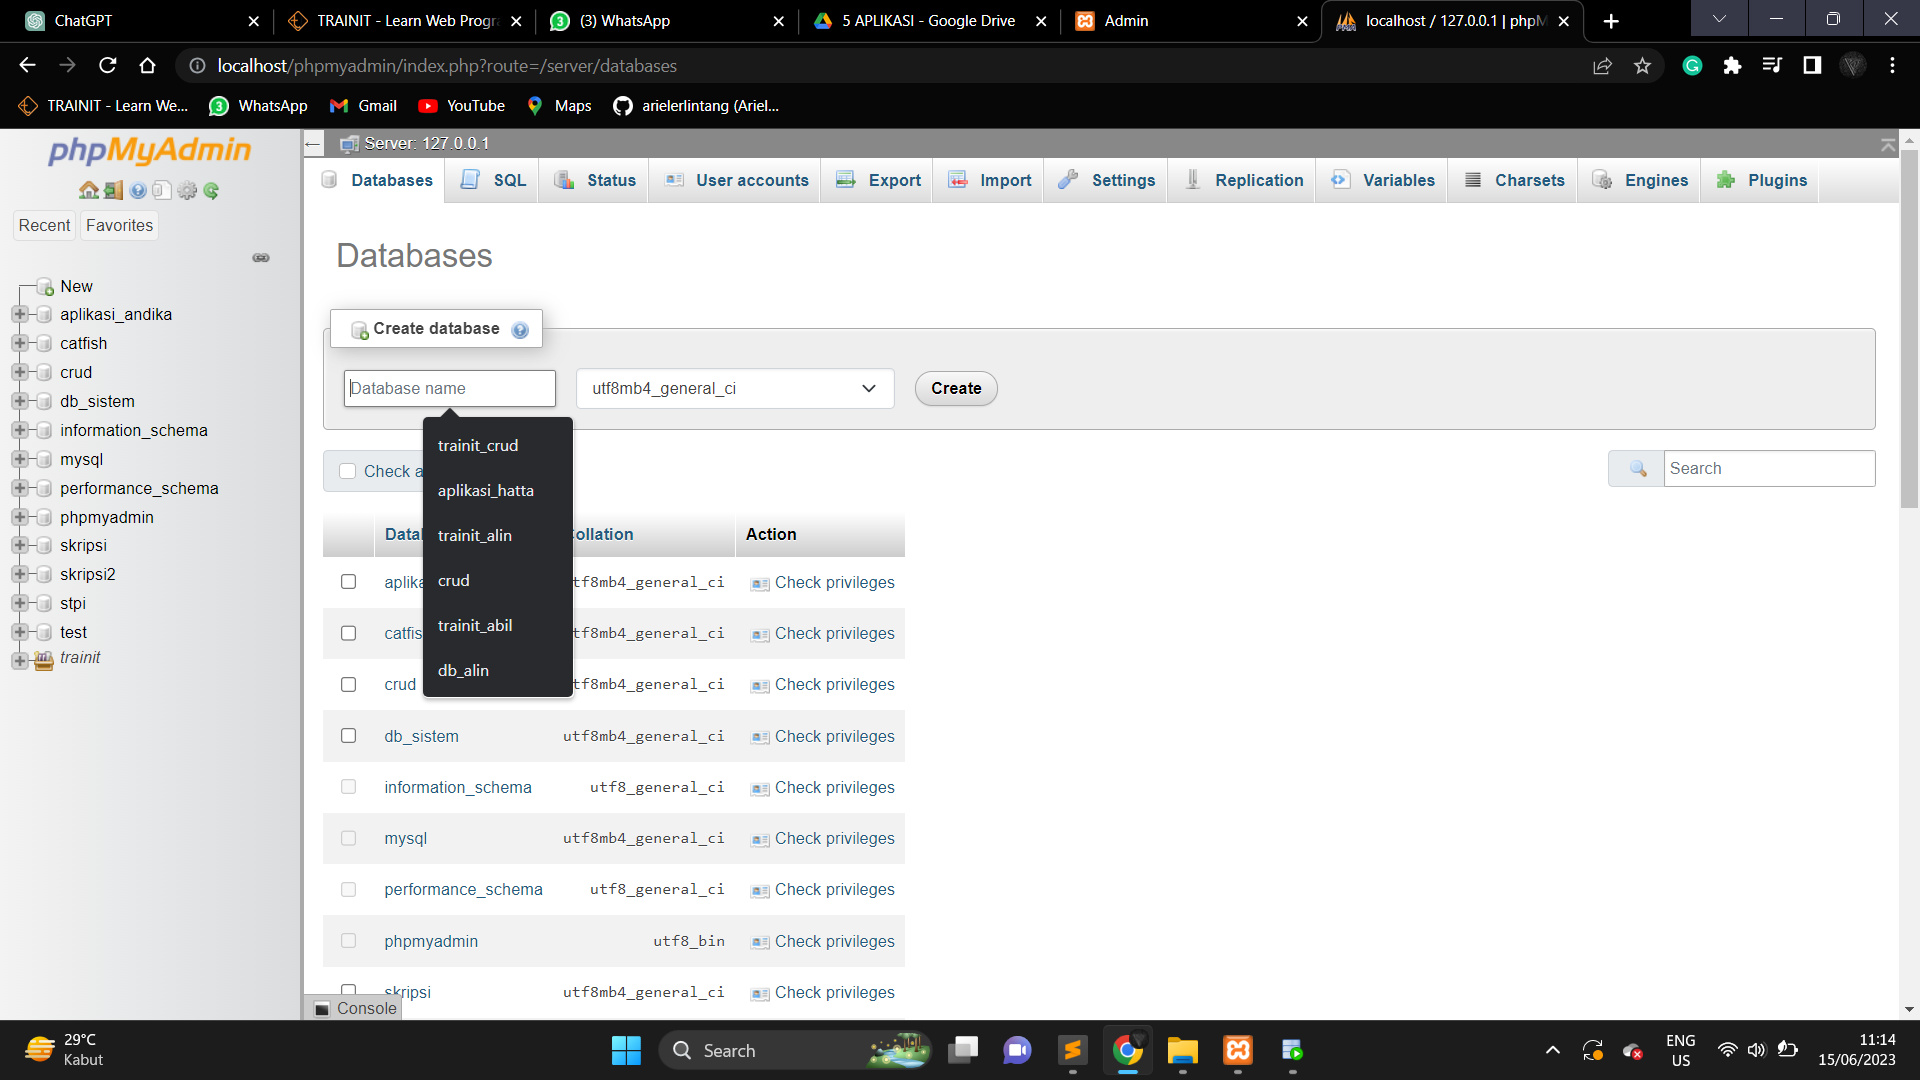 ChatGPT
TRAINIT - Learn Web Progr
(3) WhatsApp
5 APLIKASI - Google Drive
Admin
localhost / 127.0.0.1 | phpM
localhost/phpmyadmin/index.php?route=/server/databases
TRAINIT - Learn We...
WhatsApp
Gmail
YouTube
Maps
arielerlintang (Ariel...
phpMyAdmin
Recent
Favorites
New
aplikasi_andika
catfish
crud
db_sistem
information_schema
mysql
performance_schema
phpmyadmin
skripsi
skripsi2
stpi
test
trainit
Server: 127.0.0.1
Databases
SQL
Status
User accounts
Export
Import
Settings
Replication
Variables
Charsets
Engines
Plugins
Databases
Create database
Database name
utf8mb4_general_ci
Create
trainit_crud
aplikasi_hatta
trainit_alin
crud
trainit_abil
db_alin
Check a
Search
Datab
ollation
Action
aplika
tf8mb4_general_ci
Check privileges
catfis
tf8mb4_general_ci
Check privileges
crud
tf8mb4_general_ci
Check privileges
db_sistem
utf8mb4_general_ci
Check privileges
information_schema
utf8_general_ci
Check privileges
mysql
utf8mb4_general_ci
Check privileges
performance_schema
utf8_general_ci
Check privileges
phpmyadmin
utf8_bin
Check privileges
skripsi
utf8mb4_general_ci
Check privileges
Console
29°C
Kabut
Search
ENG
US
11:14
15/06/2023